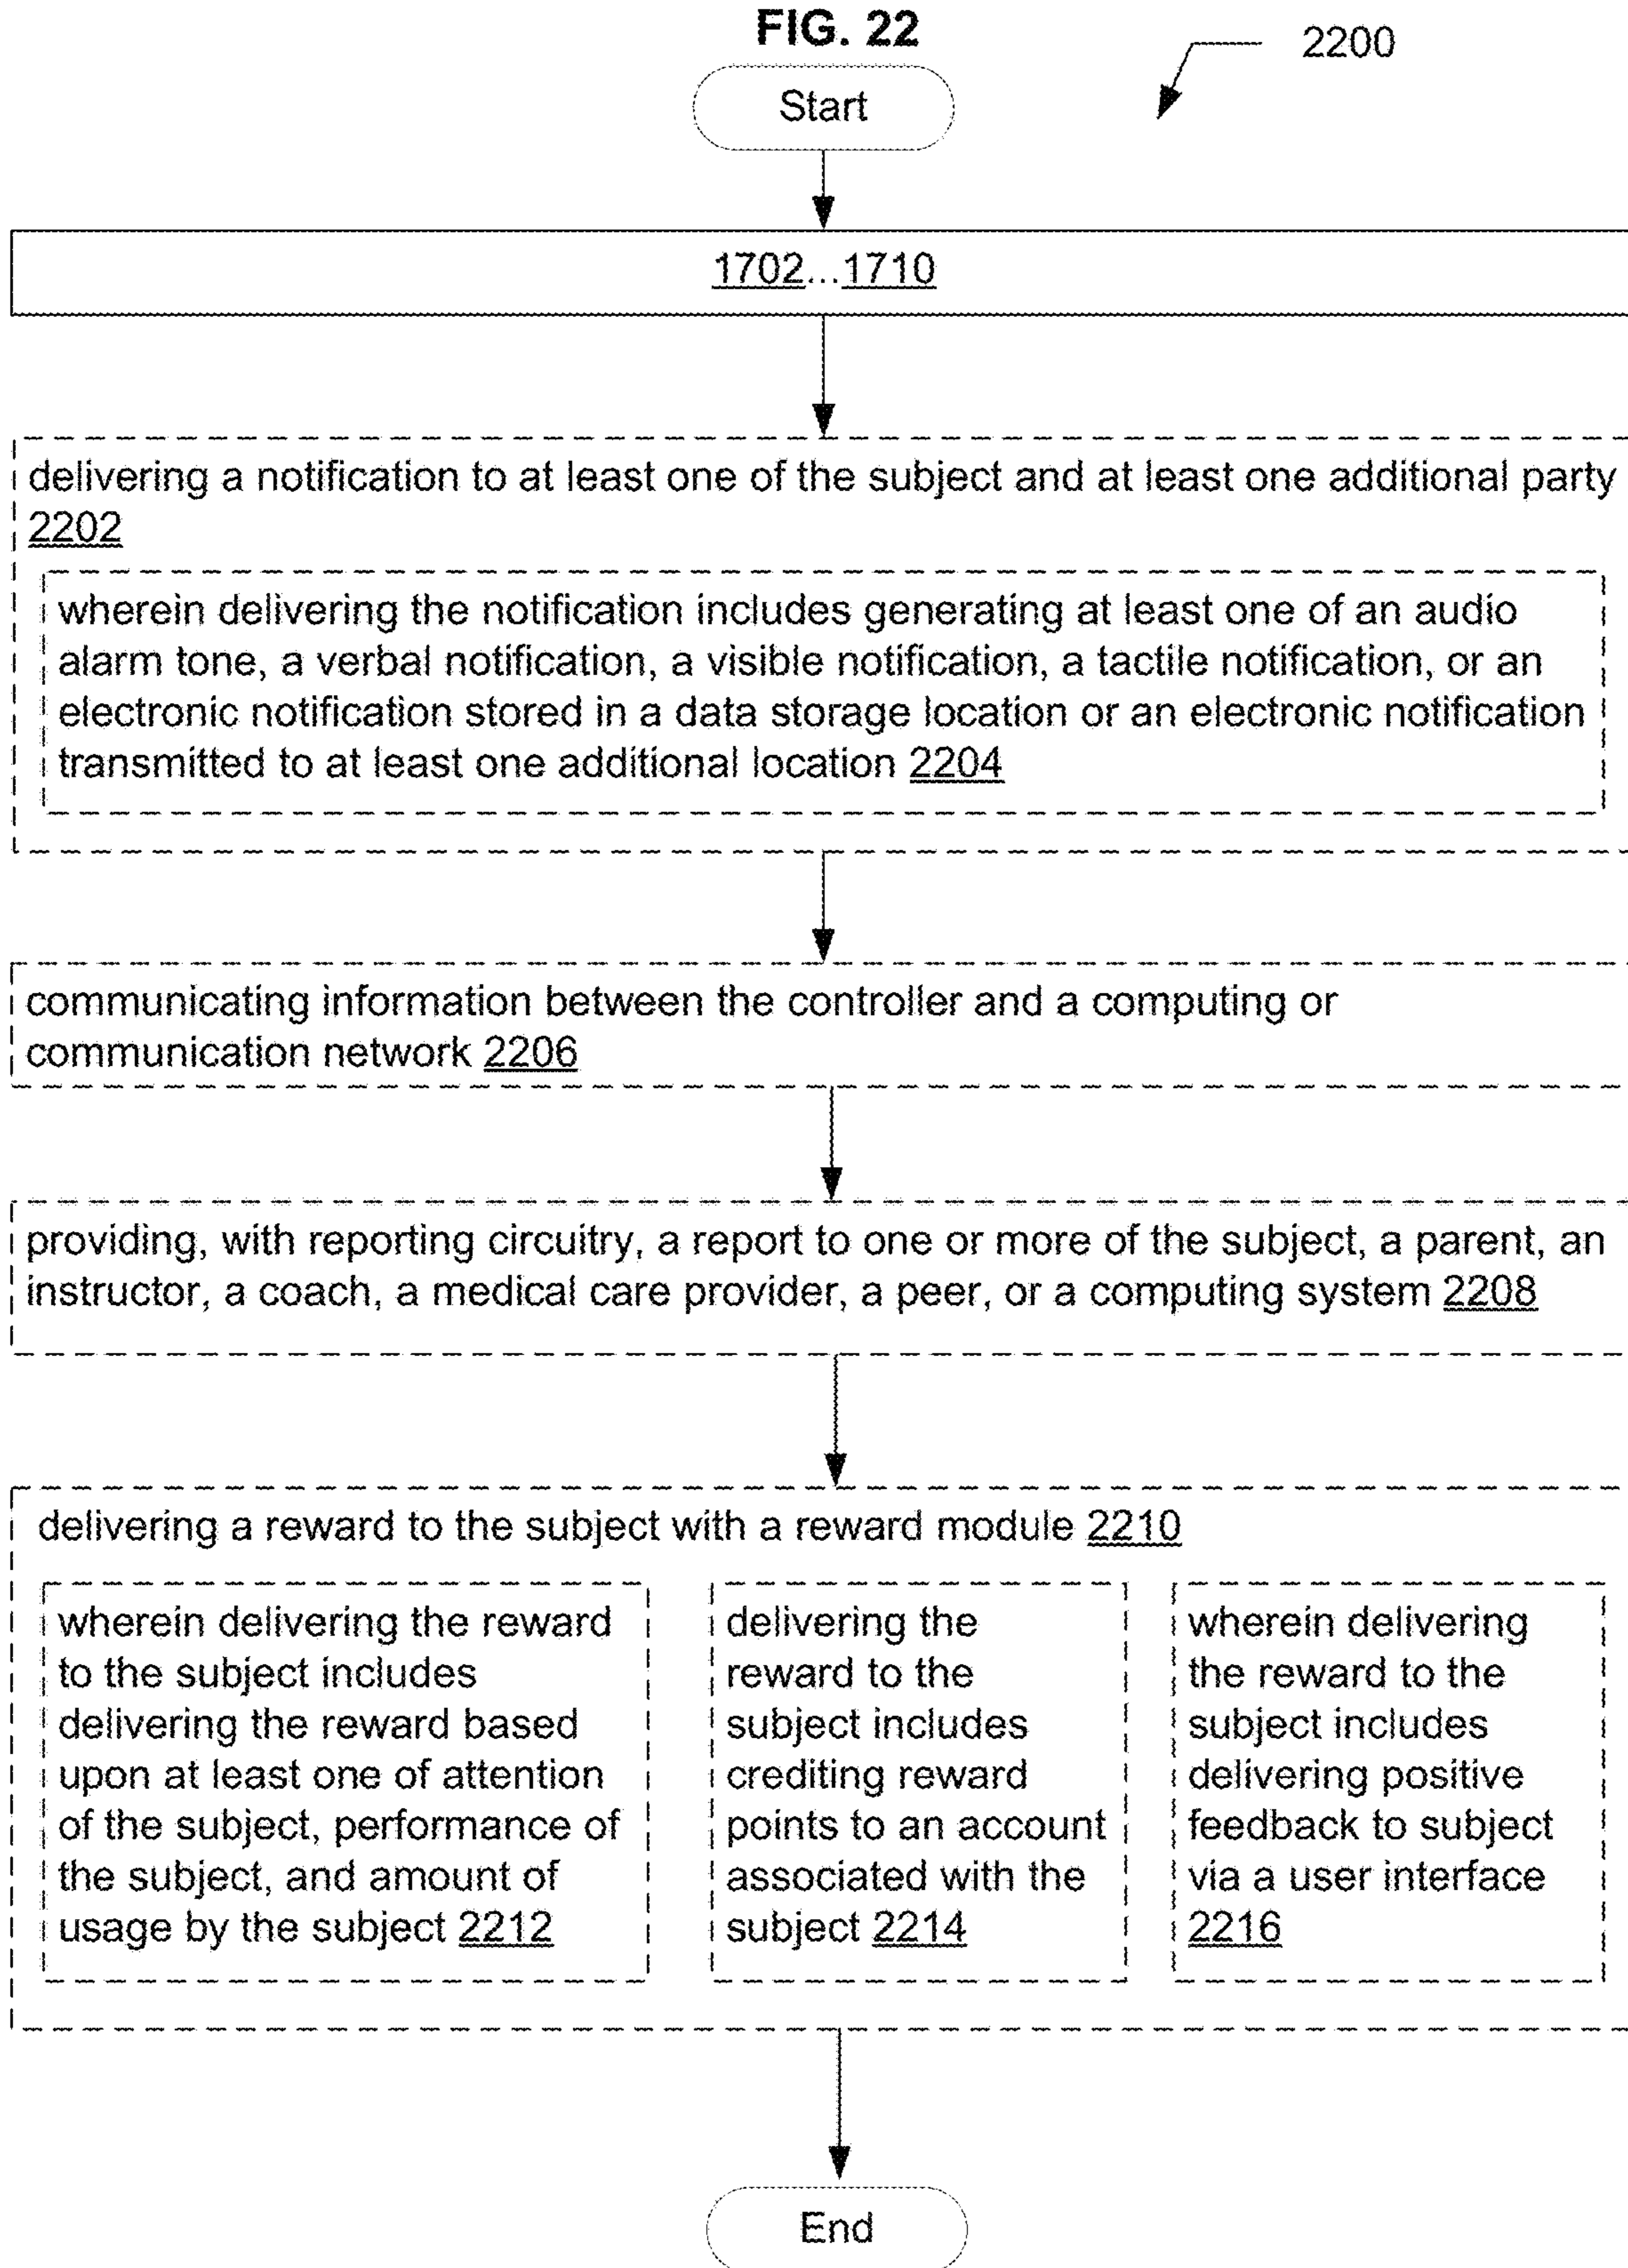 FIG. 22
2200
Start
1702...1710
delivering a notification to at least one of the subject and at least one additional party
2202
wherein delivering the notification includes generating at least one of an audio
alarm tone, a verbal notification, a visible notification, a tactile notification, or an
electronic notification stored in a data storage location or an electronic notification
transmitted to at least one additional location 2204
communicating information between the controller and a computing or
communication network 2206
providing, with reporting circuitry, a report to one or more of the subject, a parent, an
instructor, a coach, a medical care provider, a peer, or a computing system 2208
delivering a reward to the subject with a reward module 2210
wherein delivering the reward
to the subject includes
delivering the reward based
upon at least one of attention
of the subject, performance of
the subject, and amount of
usage by the subject 2212
delivering the
reward to the
subject includes
crediting reward
points to an account
associated with the
subject 2214
wherein delivering
the reward to the
subject includes
delivering positive
feedback to subject
via a user interface
2216
End